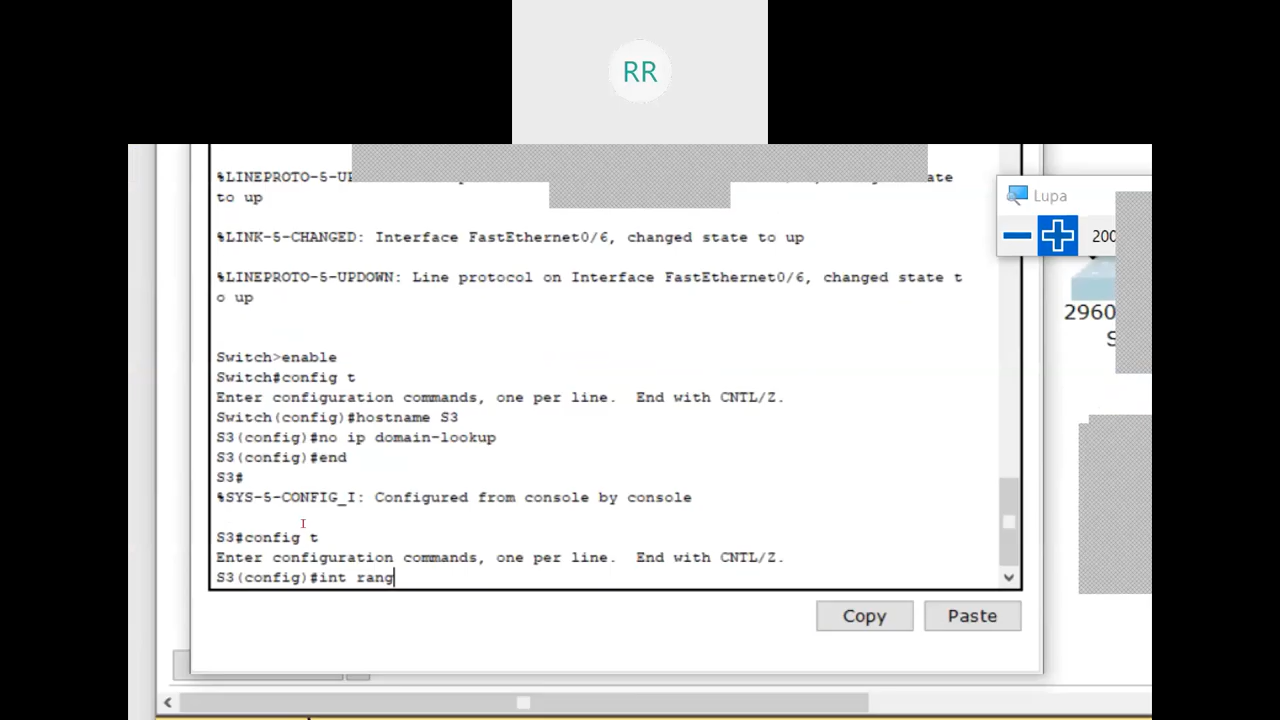 RR
%LINEPROTO-5-UP
ate
to up
Lupa
%LINK-5-CHANGED: Interface FastEthernet0/6, changed state to up
200
%LINEPROTO-5-UPDOWN: Line protocol on Interface FastEthernet0/6, changed state t
o up
2960
S
Switch>enable
Switch#config t
Enter configuration commands, one per line.  End with CNTL/Z.
Switch(config)#hostname S3
S3(config)#no ip domain-lookup
S3(config)#end
S3#
%SYS-5-CONFIG_I: Configured from console by console
S3#config t
Enter configuration commands, one per line.  End with CNTL/Z.
S3(config)#int rang
Copy
Paste